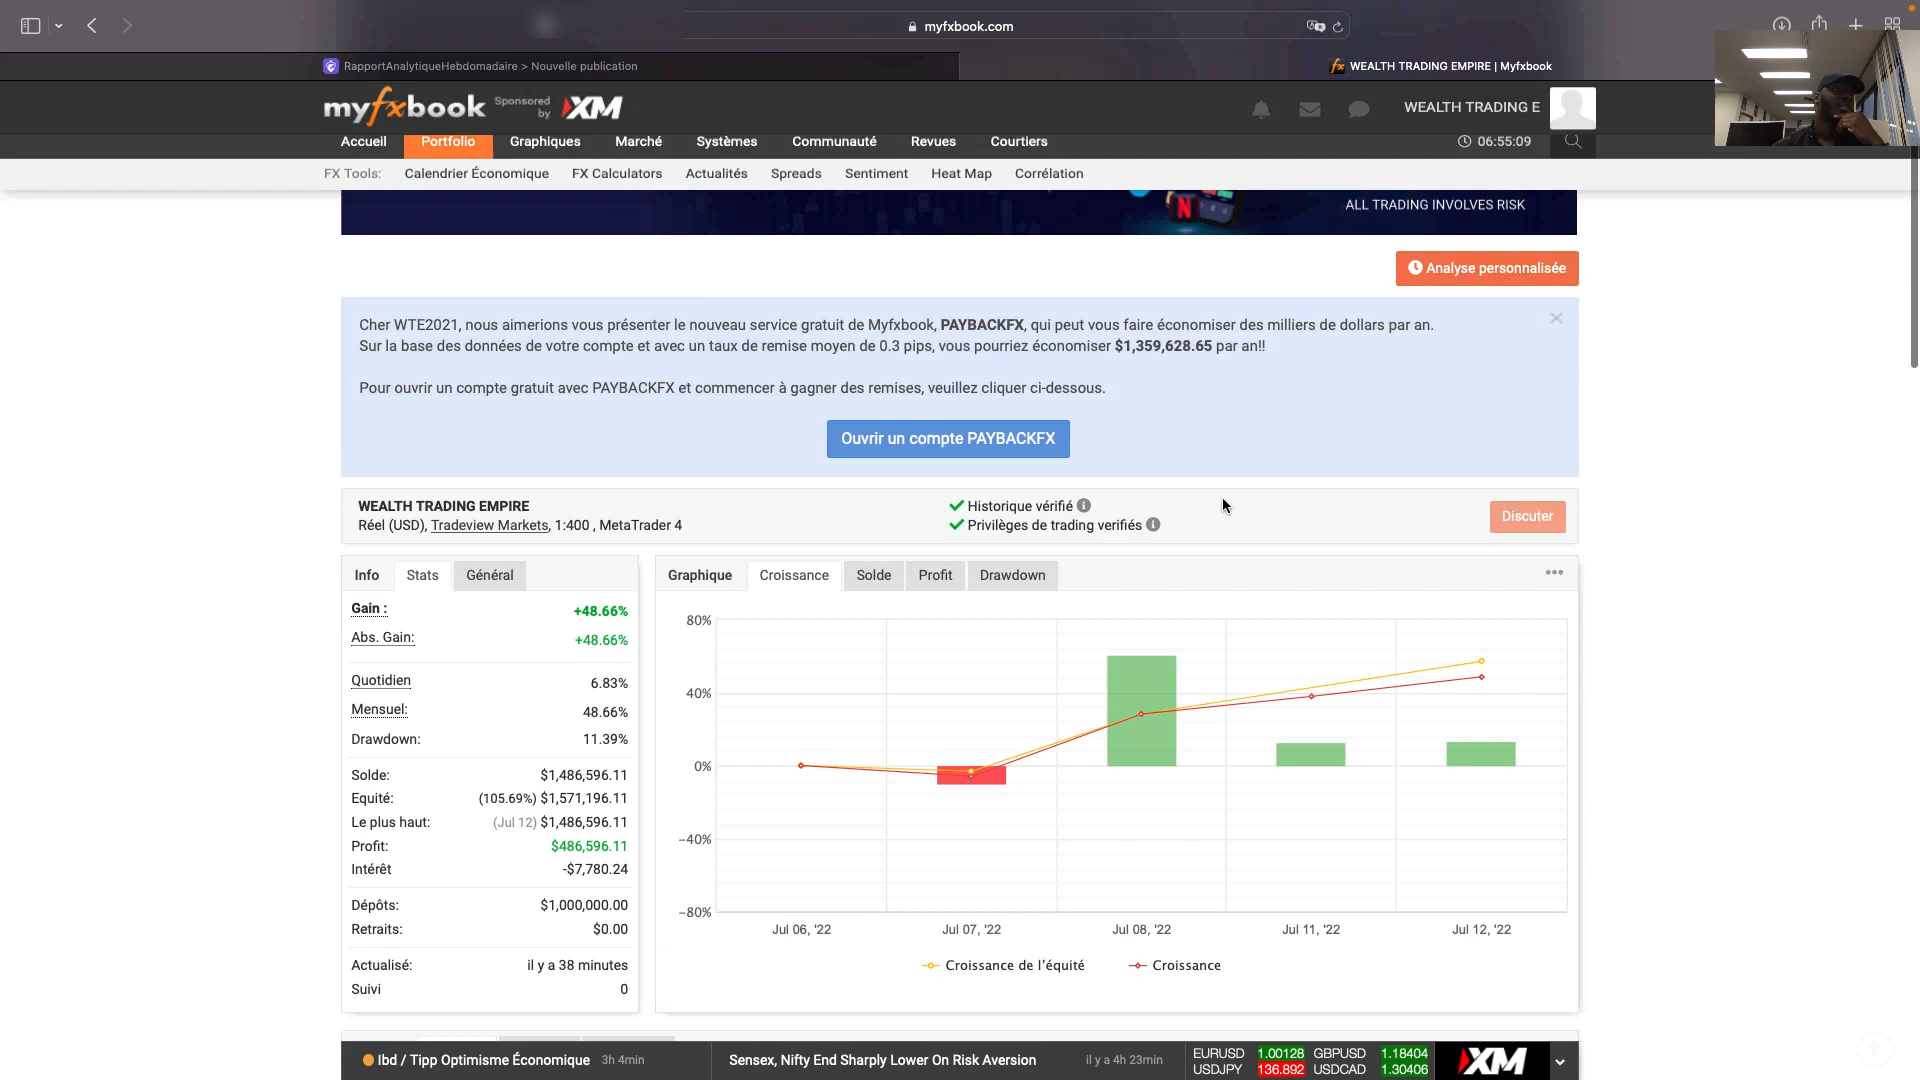 myfxbook.com
RapportAnalytiqueHebdomadaire > Nouvelle publication
WEALTH TRADING EMPIRE | Myfxbook
myfxbook Sponsored by XM
WEALTH TRADING E
Accueil Portfolio Graphiques Marché Systèmes Communauté Revues Courtiers 06:55:09
FX Tools: Calendrier Économique FX Calculators Actualités Spreads Sentiment Heat Map Corrélation
ALL TRADING INVOLVES RISK
Analyse personnalisée
Cher WTE2021, nous aimerions vous présenter le nouveau service gratuit de Myfxbook, PAYBACKFX, qui peut vous faire économiser des milliers de dollars par an.
Sur la base des données de votre compte et avec un taux de remise moyen de 0.3 pips, vous pourriez économiser $1,359,628.65 par an!!
Pour ouvrir un compte gratuit avec PAYBACKFX et commencer à gagner des remises, veuillez cliquer ci-dessous.
Ouvrir un compte PAYBACKFX
WEALTH TRADING EMPIRE
Réel (USD), Tradeview Markets, 1:400 , MetaTrader 4
Historique vérifié
Privilèges de trading verifiés
Discuter
Info Stats Général
Gain : +48.66%
Abs. Gain: +48.66%
Quotidien 6.83%
Mensuel: 48.66%
Drawdown: 11.39%
Solde: $1,486,596.11
Equité: (105.69%) $1,571,196.11
Le plus haut: (Jul 12) $1,486,596.11
Profit: $486,596.11
Intérêt -$7,780.24
Dépôts: $1,000,000.00
Retraits: $0.00
Actualisé: il y a 38 minutes
Suivi 0
Graphique Croissance Solde Profit Drawdown
80%
40%
0%
−40%
−80%
Jul 06, '22 Jul 07, '22 Jul 08, '22 Jul 11, '22 Jul 12, '22
Croissance de l'équité Croissance
Ibd / Tipp Optimisme Économique 3h 4min
Sensex, Nifty End Sharply Lower On Risk Aversion il y a 4h 23min
EURUSD 1.00128 GBPUSD 1.18404
USDJPY 136.892 USDCAD 1.30406
XM